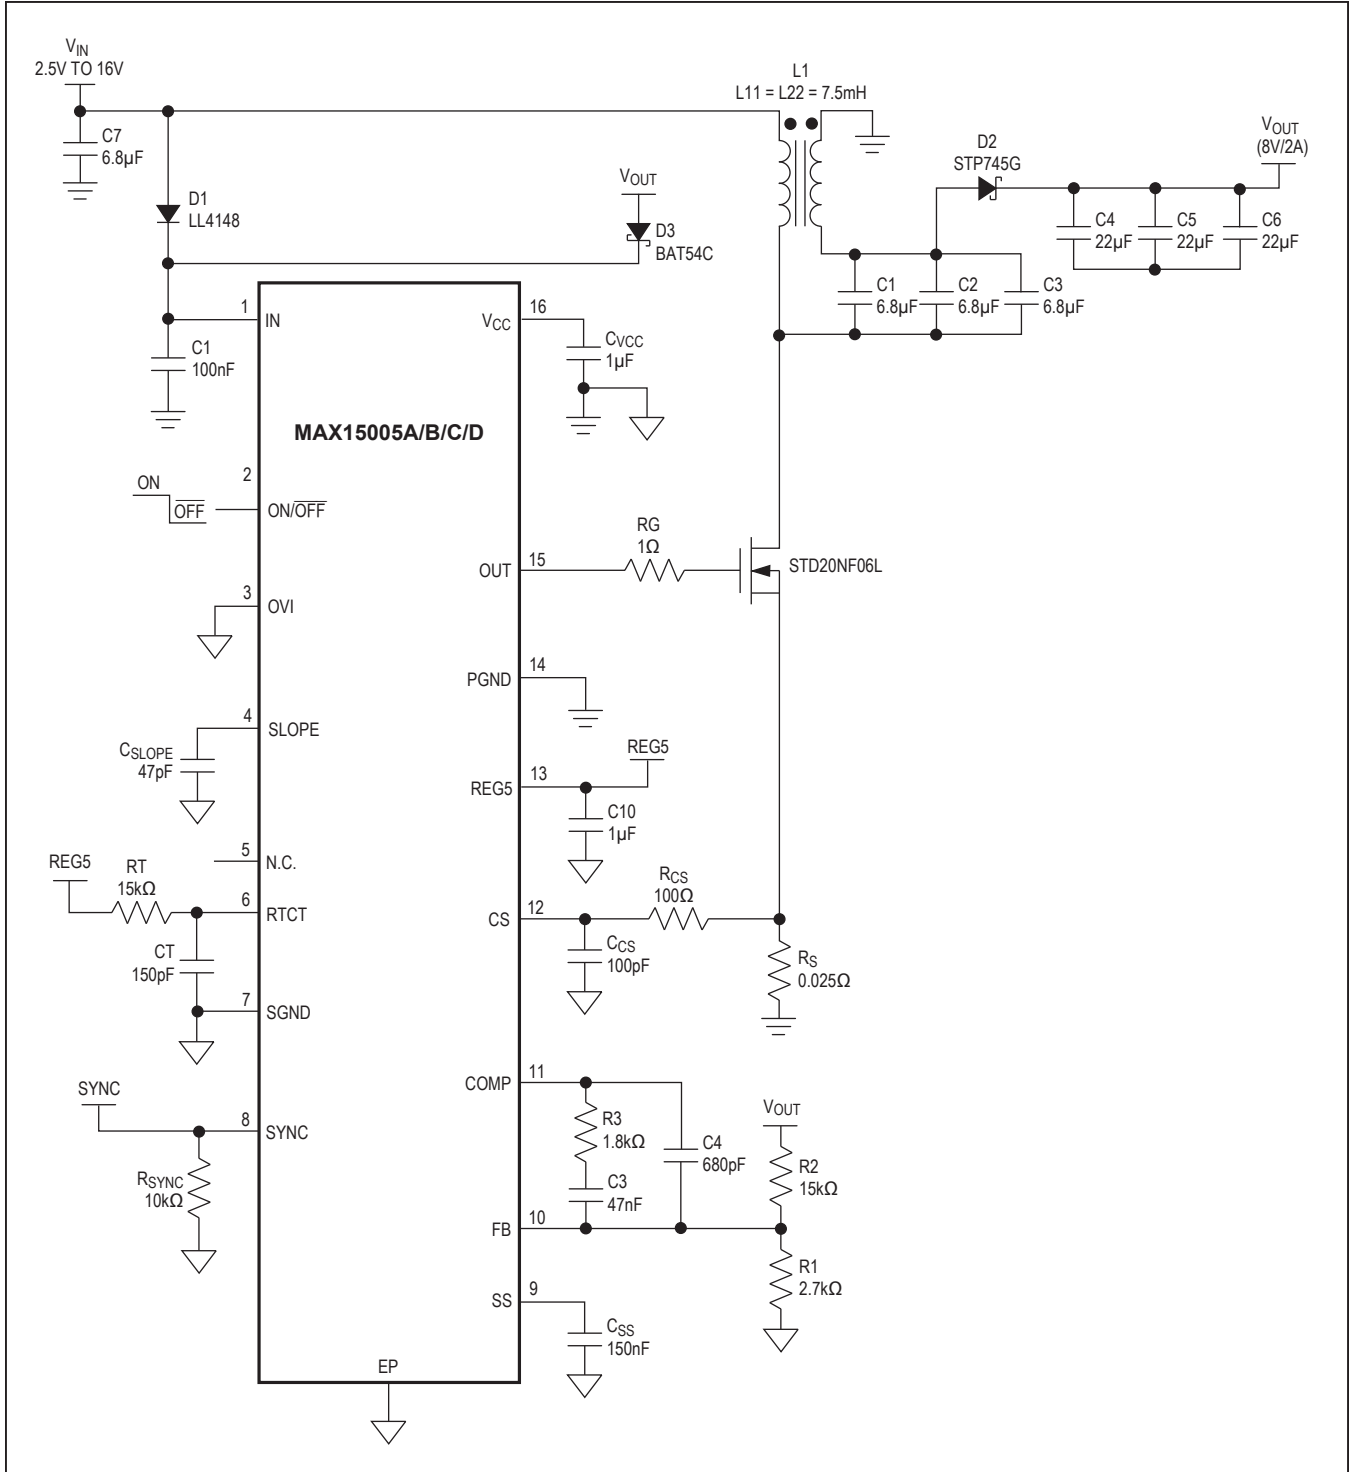 VIN
2.5V TO 16V
C7
6.8µF
D1
LL4148
VOUT
D3
BAT54C
L1
L11 = L22 = 7.5mH
D2
STP745G
VOUT
(8V/2A)
C4
22µF
C5
22µF
C6
22µF
C1
6.8µF
C2
6.8µF
C3
6.8µF
1
IN
C1
100nF
16
VCC
CVCC
1µF
MAX15005A/B/C/D
ON
OFF
2
ON/OFF
RG
1Ω
15
OUT
STD20NF06L
3
OVI
14
PGND
4
SLOPE
CSLOPE
47pF
REG5
13
REG5
C10
1µF
5
N.C.
REG5
RT
15kΩ
6
RTCT
CT
150pF
7
SGND
RCS
100Ω
12
CS
CCS
100pF
RS
0.025Ω
SYNC
8
SYNC
RSYNC
10kΩ
11
COMP
R3
1.8kΩ
C3
47nF
C4
680pF
VOUT
R2
15kΩ
10
FB
R1
2.7kΩ
9
SS
CSS
150nF
EP